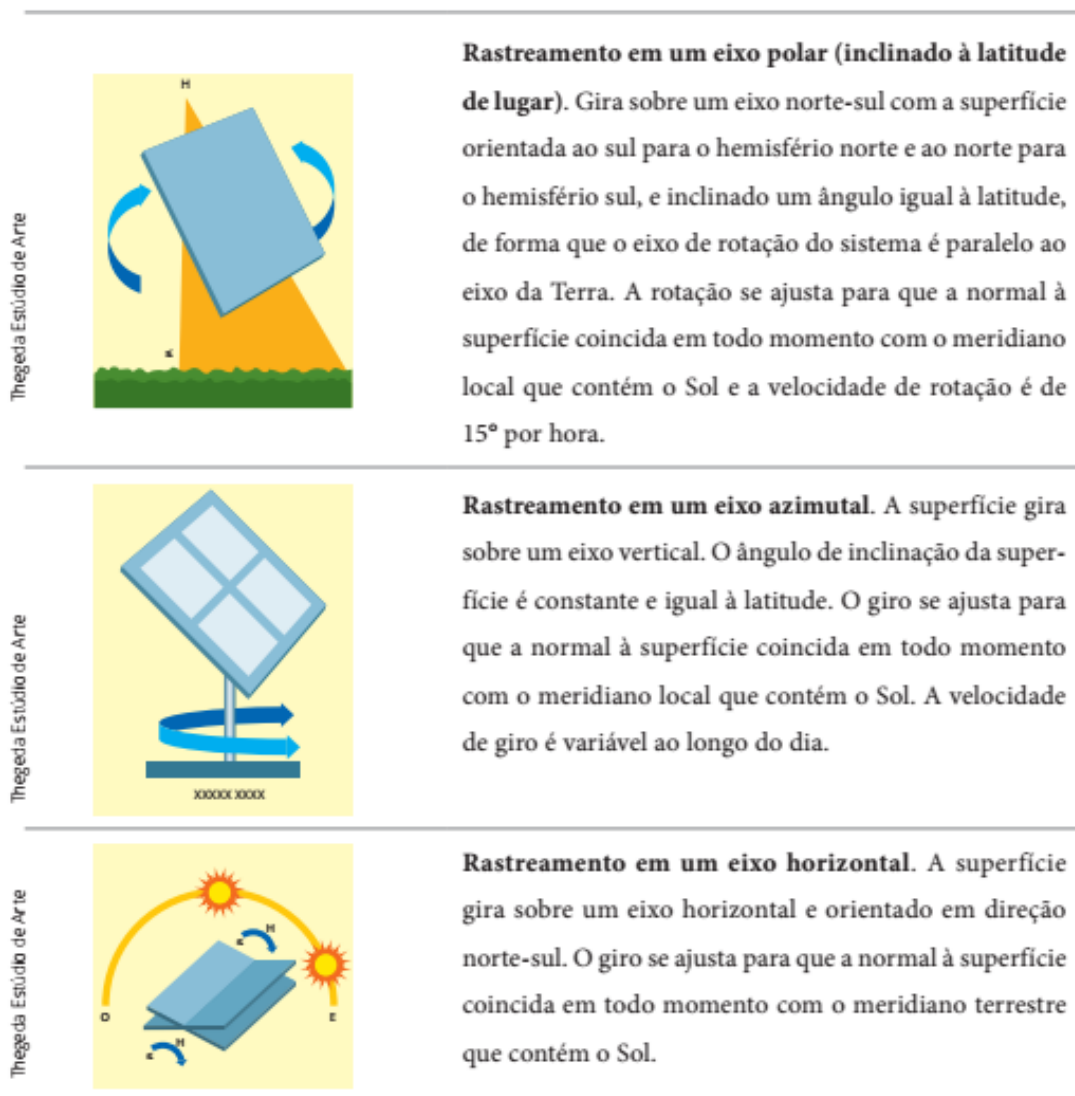 H
Rastreamento em um eixo polar (inclinado à latitude
de lugar). Gira sobre um eixo norte-sul com a superfície
orientada ao sul para o hemisfério norte e ao norte para
o hemisfério sul, e inclinado um ângulo igual à latitude,
de forma que o eixo de rotação do sistema é paralelo ao
eixo da Terra. A rotação se ajusta para que a normal à
superfície coincida em todo momento com o meridiano
local que contém o Sol e a velocidade de rotação é de
15° por hora.
Thegeda Estúdio de Arte
Rastreamento em um eixo azimutal. A superfície gira
sobre um eixo vertical. O ângulo de inclinação da super-
fície é constante e igual à latitude. O giro se ajusta para
que a normal à superfície coincida em todo momento
com o meridiano local que contém o Sol. A velocidade
de giro é variável ao longo do dia.
XXXXX XXXX
Thegeda Estúdio de Arte
Rastreamento em um eixo horizontal. A superfície
gira sobre um eixo horizontal e orientado em direção
norte-sul. O giro se ajusta para que a normal à superfície
coincida em todo momento com o meridiano terrestre
que contém o Sol.
H
O
E
H
Thegeda Estúdio de Arte